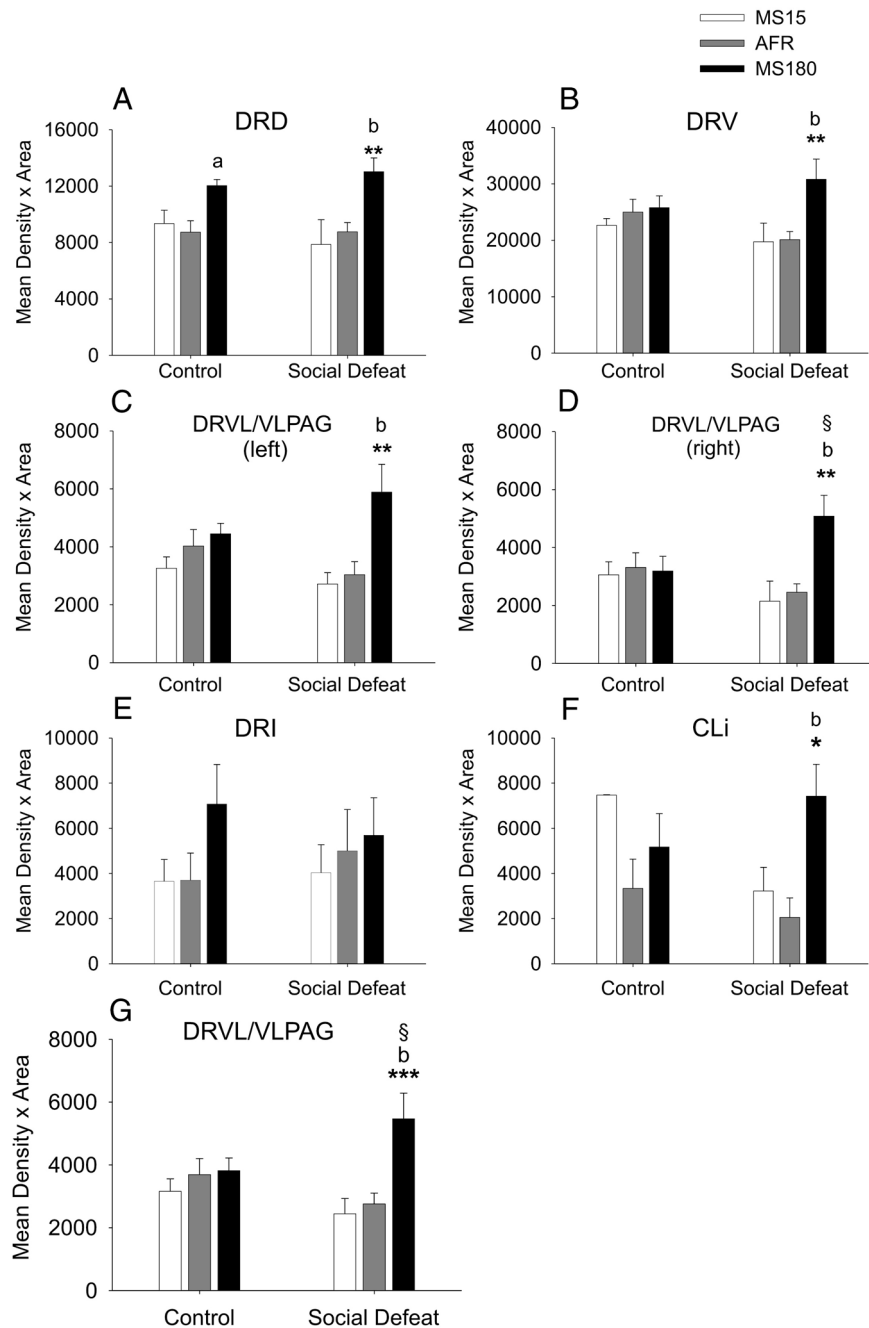 MS15
AFR
MS180
A
DRD
Mean Density x Area
16000
12000
8000
4000
0
a
b
**
Control
Social Defeat
B
DRV
Mean Density x Area
40000
30000
20000
10000
0
b
**
Control
Social Defeat
C
DRVL/VLPAG
(left)
Mean Density x Area
8000
6000
4000
2000
0
b
**
Control
Social Defeat
D
DRVL/VLPAG
(right)
Mean Density x Area
8000
6000
4000
2000
0
§
b
**
Control
Social Defeat
E
DRI
Mean Density x Area
10000
8000
6000
4000
2000
0
Control
Social Defeat
F
CLi
Mean Density x Area
10000
8000
6000
4000
2000
0
b
*
Control
Social Defeat
G
DRVL/VLPAG
Mean Density x Area
8000
6000
4000
2000
0
§
b
***
Control
Social Defeat